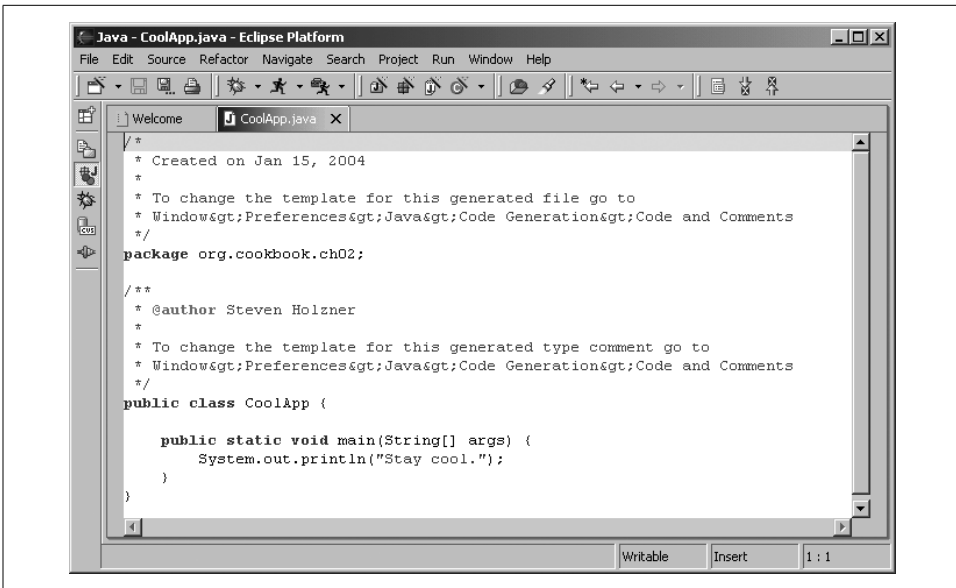 Java - CoolApp.java - Eclipse Platform
File Edit Source Refactor Navigate Search Project Run Window Help
Welcome CoolApp.java X
/*
 * Created on Jan 15, 2004
 *
 * To change the template for this generated file go to
 * Window&gt;Preferences&gt;Java&gt;Code Generation&gt;Code and Comments
 */
package org.cookbook.ch02;
/**
 * @author Steven Holzner
 *
 * To change the template for this generated type comment go to
 * Window&gt;Preferences&gt;Java&gt;Code Generation&gt;Code and Comments
 */
public class CoolApp {
    public static void main(String[] args) {
        System.out.println("Stay cool.");
    }
}
Writable Insert 1 : 1